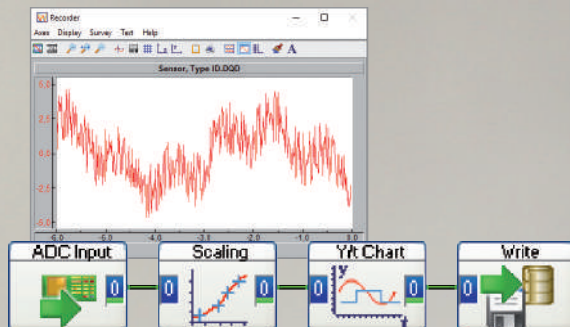 Recorder
Axes Display Survey Text Help
Sensor, Type ID.DQD
5,0
2,5
0,0
-2,5
-5,0
-6.0 -5.0 -4.0 -3.0 -2.0 -1.0
ADC Input Scaling Y/t Chart Write
0 0 0 0 0 0
y
t